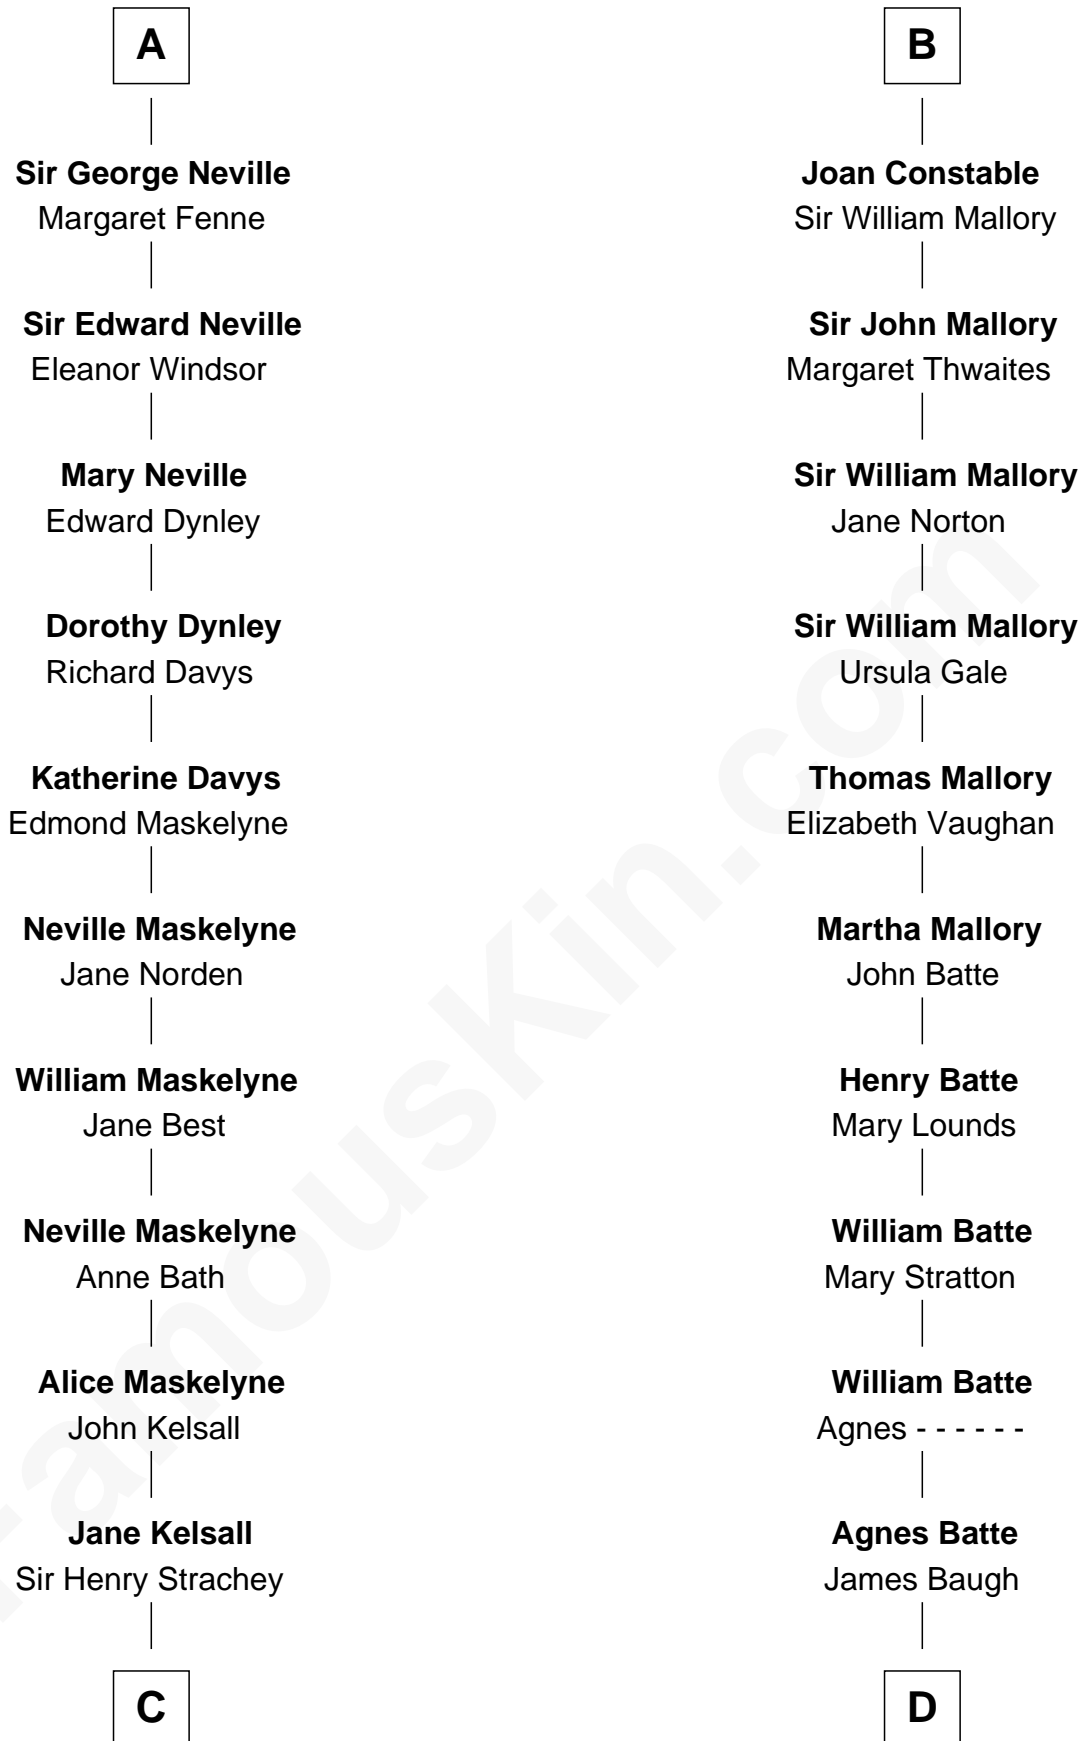 A
Sir George Neville
Margaret Fenne
Sir Edward Neville
Eleanor Windsor
Mary Neville
Edward Dynley
Dorothy Dynley
Richard Davys
Katherine Davys
Edmond Maskelyne
Neville Maskelyne
Jane Norden
William Maskelyne
Jane Best
Neville Maskelyne
Anne Bath
Alice Maskelyne
John Kelsall
Jane Kelsall
Sir Henry Strachey
C
B
Joan Constable
Sir William Mallory
Sir John Mallory
Margaret Thwaites
Sir William Mallory
Jane Norton
Sir William Mallory
Ursula Gale
Thomas Mallory
Elizabeth Vaughan
Martha Mallory
John Batte
Henry Batte
Mary Lounds
William Batte
Mary Stratton
William Batte
Agnes - - - - - -
Agnes Batte
James Baugh
D
FamousKin.com